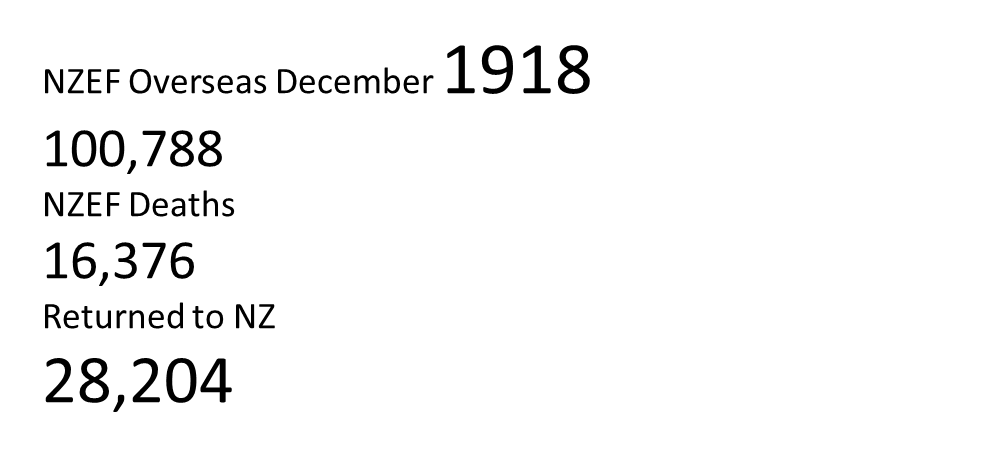 NZEF Overseas December 1918
100,788
NZEF Deaths
16,376
Returned to NZ
28,204